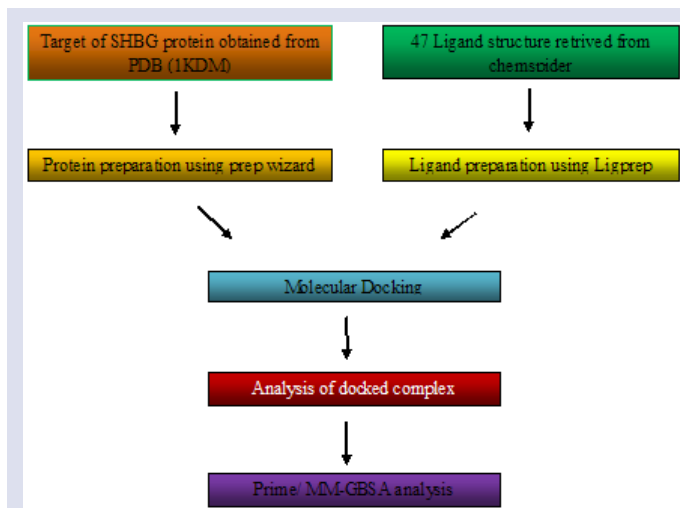 Target of SHBG protein obtained from
PDB (1KDM)
47 Ligand structure retrived from
chemspider
Protein preparation using prep wizard
Ligand preparation using Ligprep
Molecular Docking
Analysis of docked complex
Prime/ MM-GBSA analysis